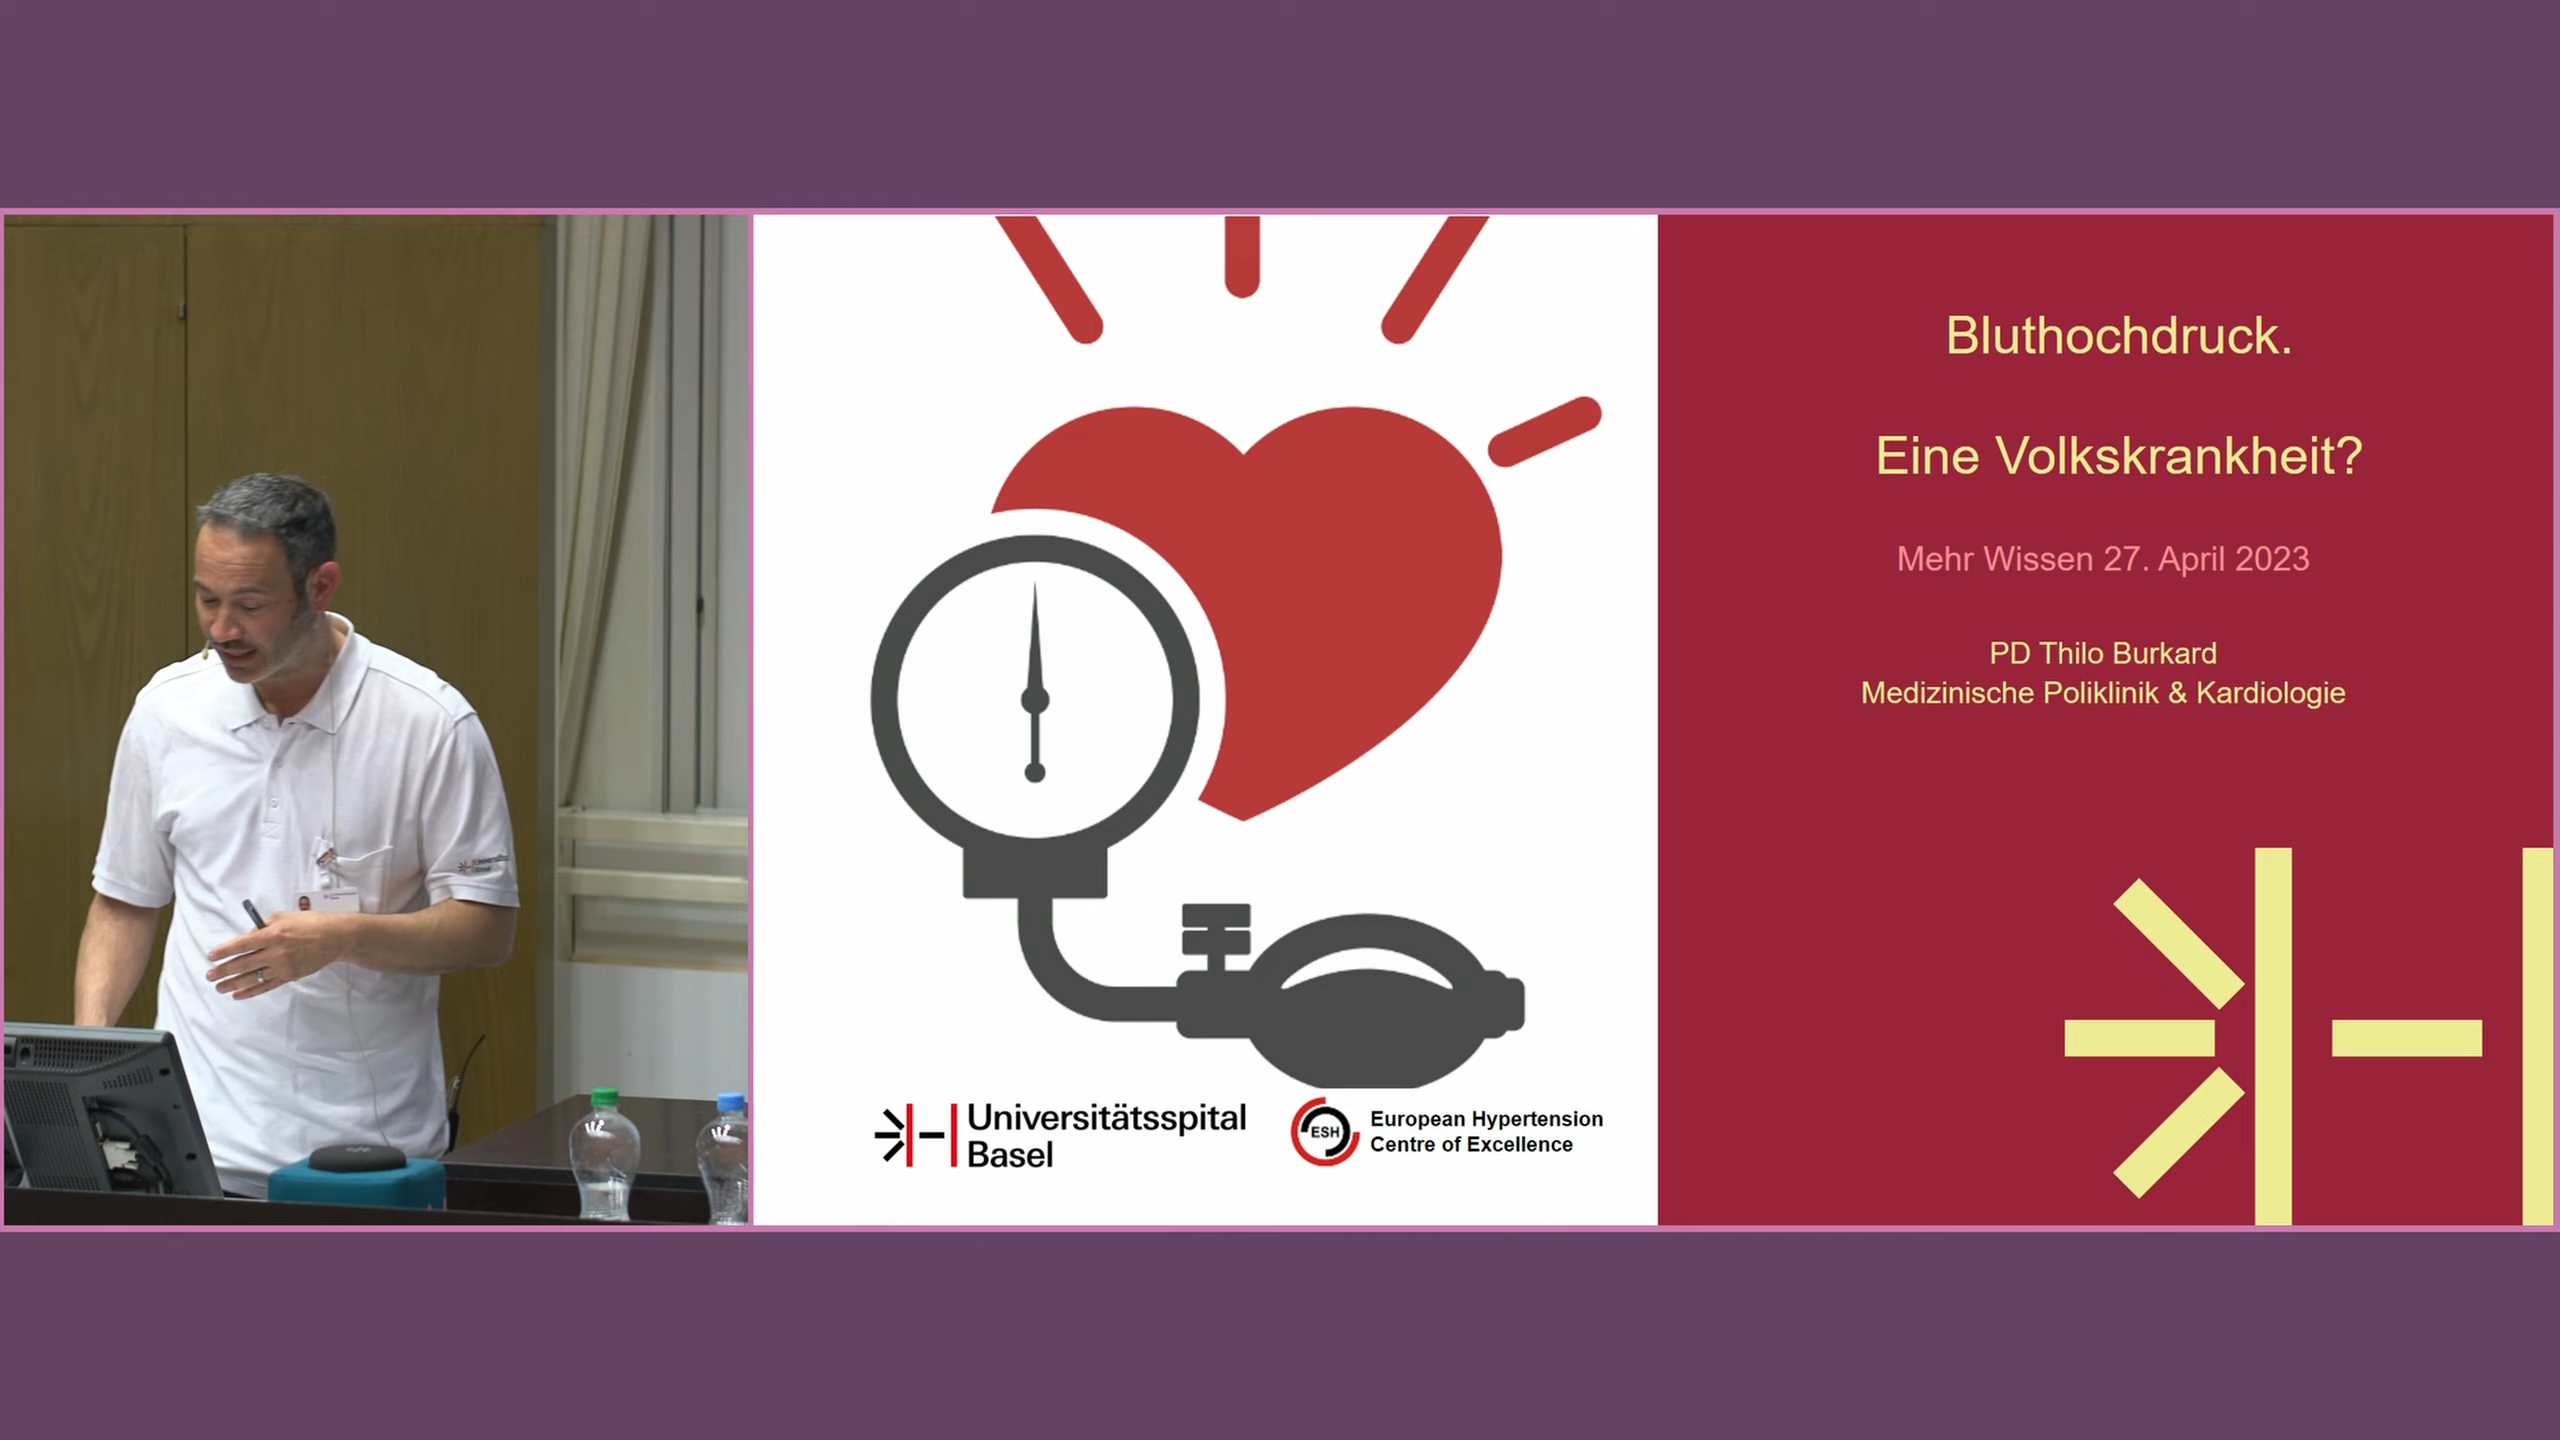 Universitätsspital
Basel
ESH
European Hypertension
Centre of Excellence
Bluthochdruck.
Eine Volkskrankheit?
Mehr Wissen 27. April 2023
PD Thilo Burkard
Medizinische Poliklinik & Kardiologie